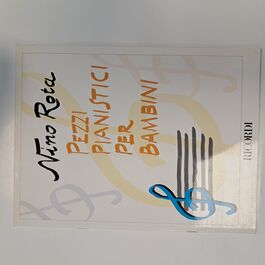 Nino Rota
PEZZI
PIANISTICI
PER
BAMBINI
RICORDI